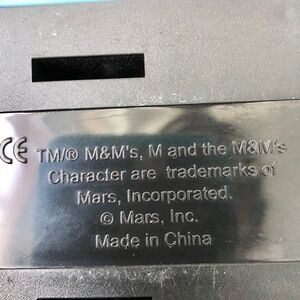 CE TM/® M&M's, M and the M&M's
Character are trademarks of
Mars, Incorporated.
© Mars, Inc.
Made in China